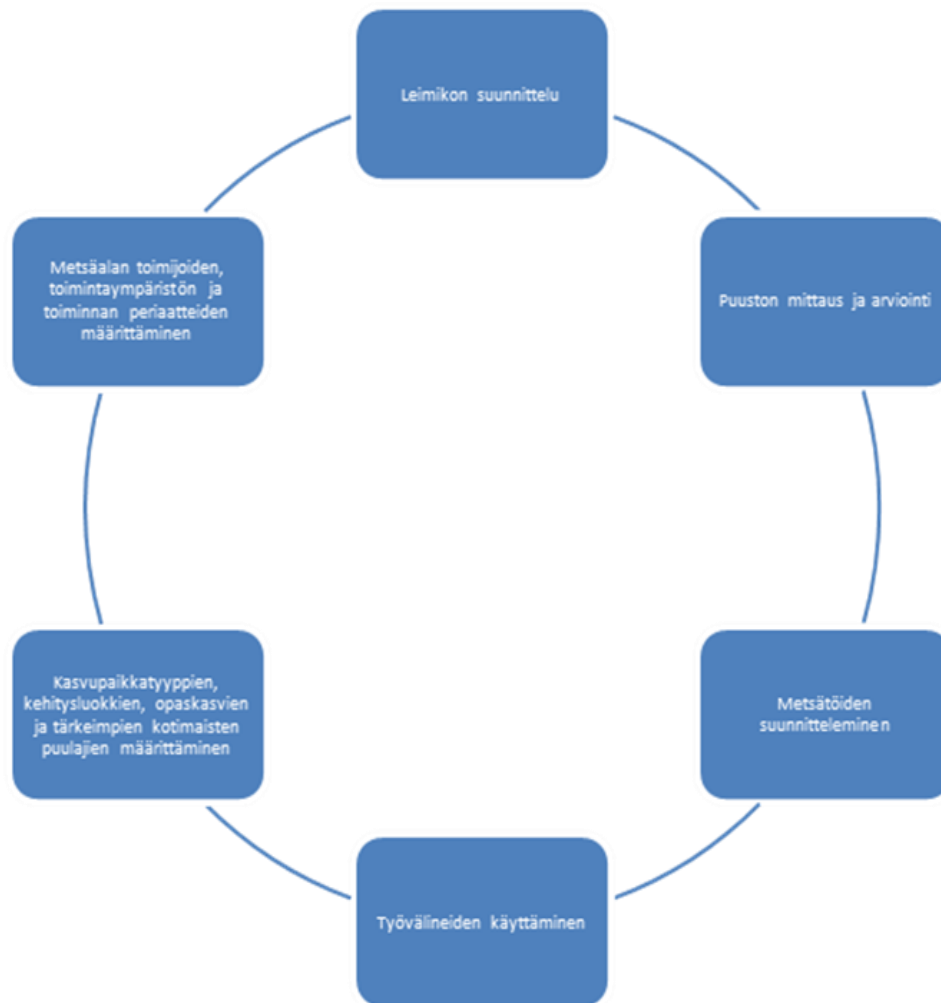 Leimikon suunnittelu
Puuston mittaus ja arviointi
Metsätöiden
suunnitteleminen
Työvälineiden käyttäminen
Kasvupaikkatyyppien,
kehitysluokkien, opaskasvien
ja tärkeimpien kotimaisten
puulajien määrittäminen
Metsäalan toimijoiden,
toimintaympäristön ja
toiminnan periaatteiden
määrittäminen